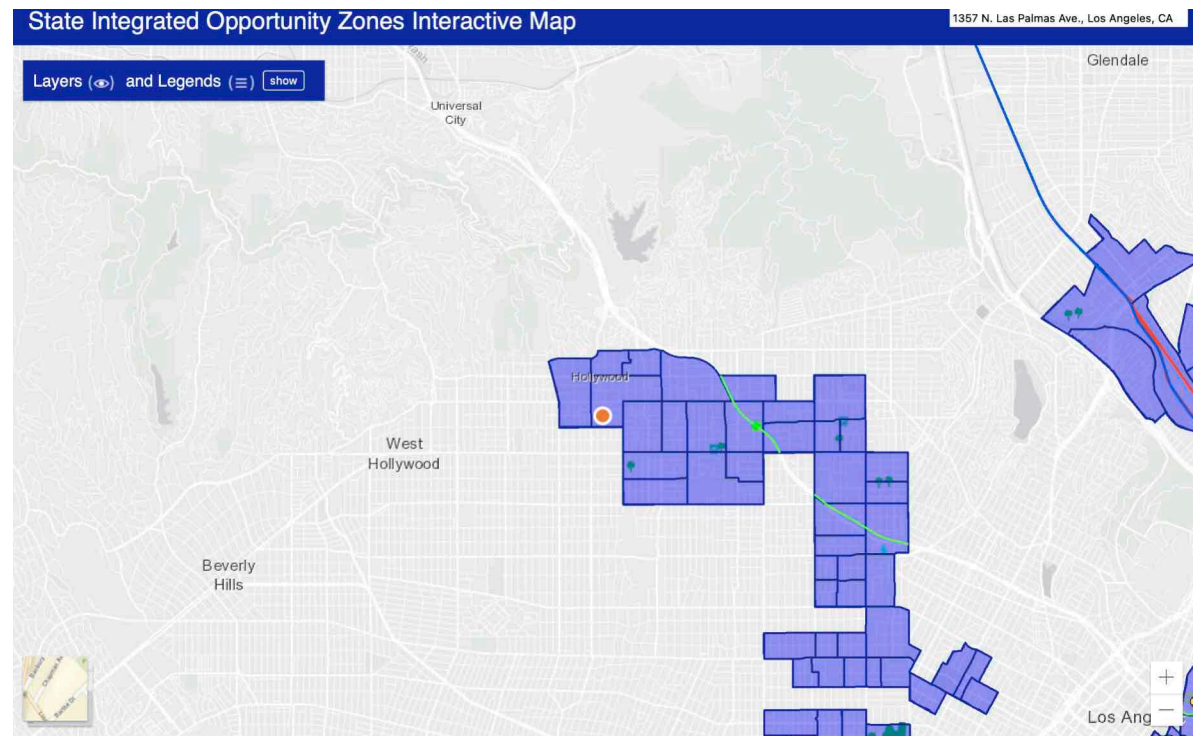 State Integrated Opportunity Zones Interactive Map
1357 N. Las Palmas Ave., Los Angeles, CA
Layers ( ) and Legends ( ) show
Glendale
Universal
City
Hollywood
West
Hollywood
Beverly
Hills
Los Ang
+
−